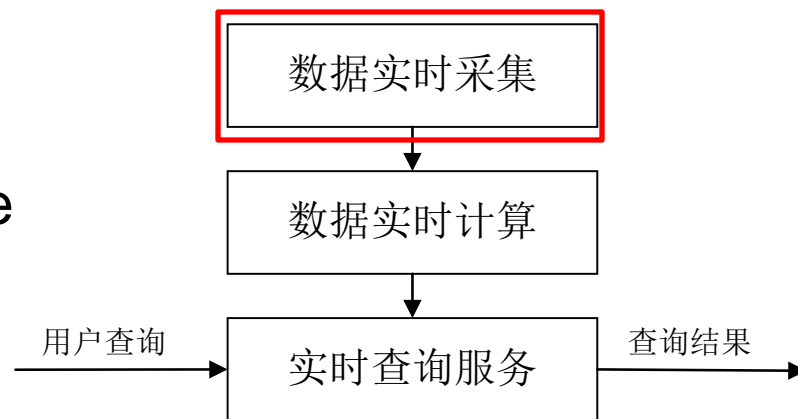 数据实时采集
e
数据实时计算
用户查询
实时查询服务
查询结果